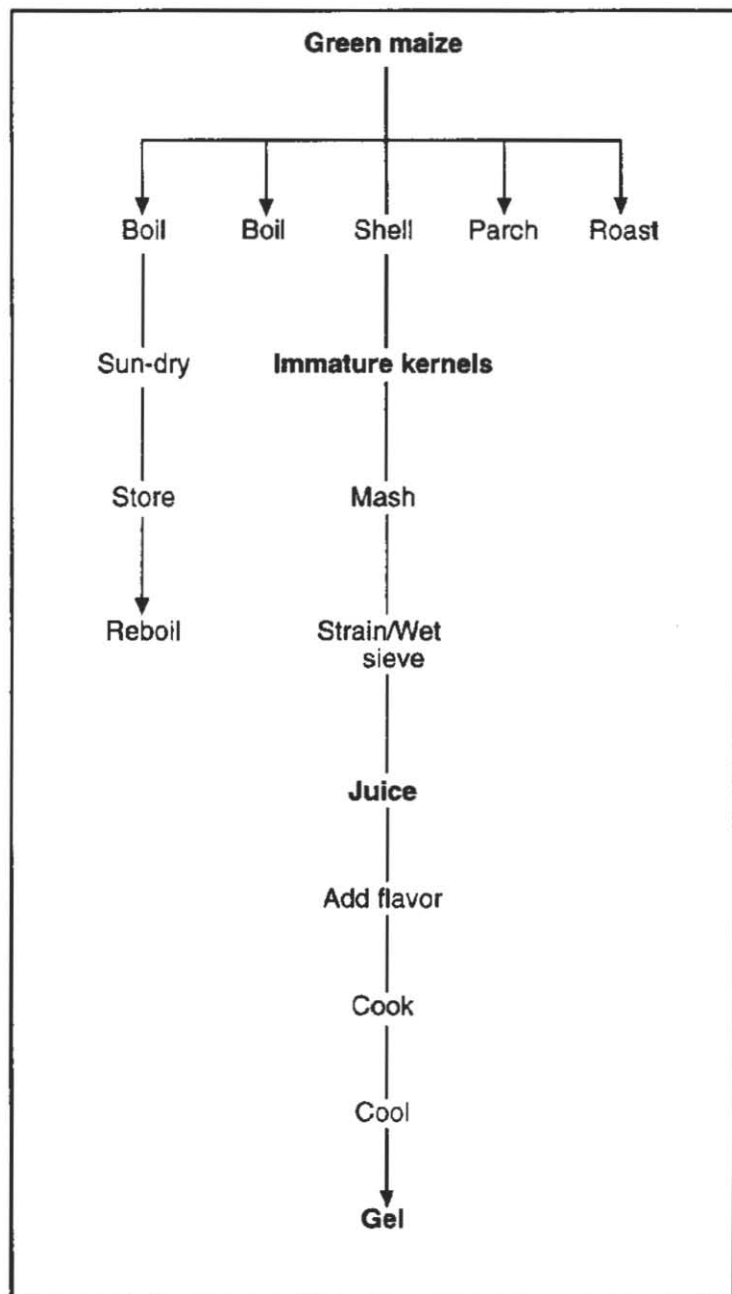 Green maize
Boil Boil Shell Parch Roast
Sun-dry Immature kernels
Store Mash
Reboil Strain/Wet
sieve
Juice
Add flavor
Cook
Cool
Gel